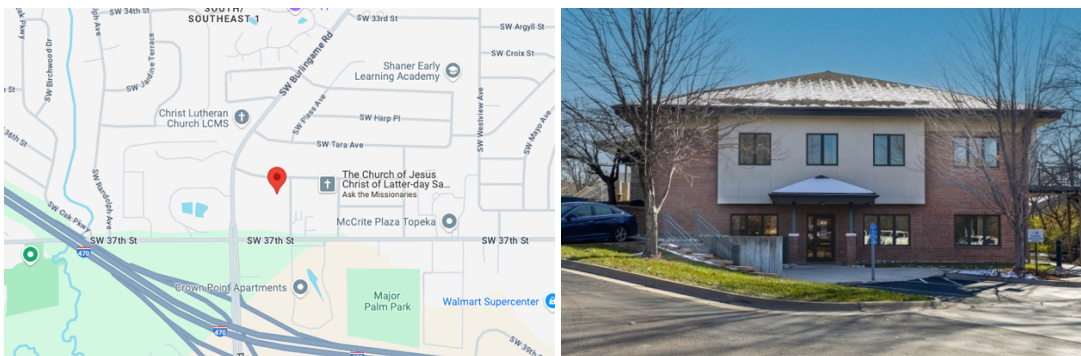 SOUTH/
SOUTHEAST 1
SW 34th St
SW 33rd St
SW Argyll St
SW Croix St
SW Burlingame Rd
SW Birchwood Dr
SW Jardine Terrace
Shaner Early
Learning Academy
Christ Lutheran
Church LCMS
SW Plass Ave
SW Harp Pl
SW Westview Ave
SW Mayo Ave
SW Tara Ave
The Church of Jesus
Christ of Latter-day Sa...
Ask the Missionaries
SW Randolph Ave
McCrite Plaza Topeka
SW Oak Pkwy
SW 37th St
SW 37th St
SW 37th St
470
Crown Point Apartments
Major
Palm Park
Walmart Supercenter
470
470
SW 39th St